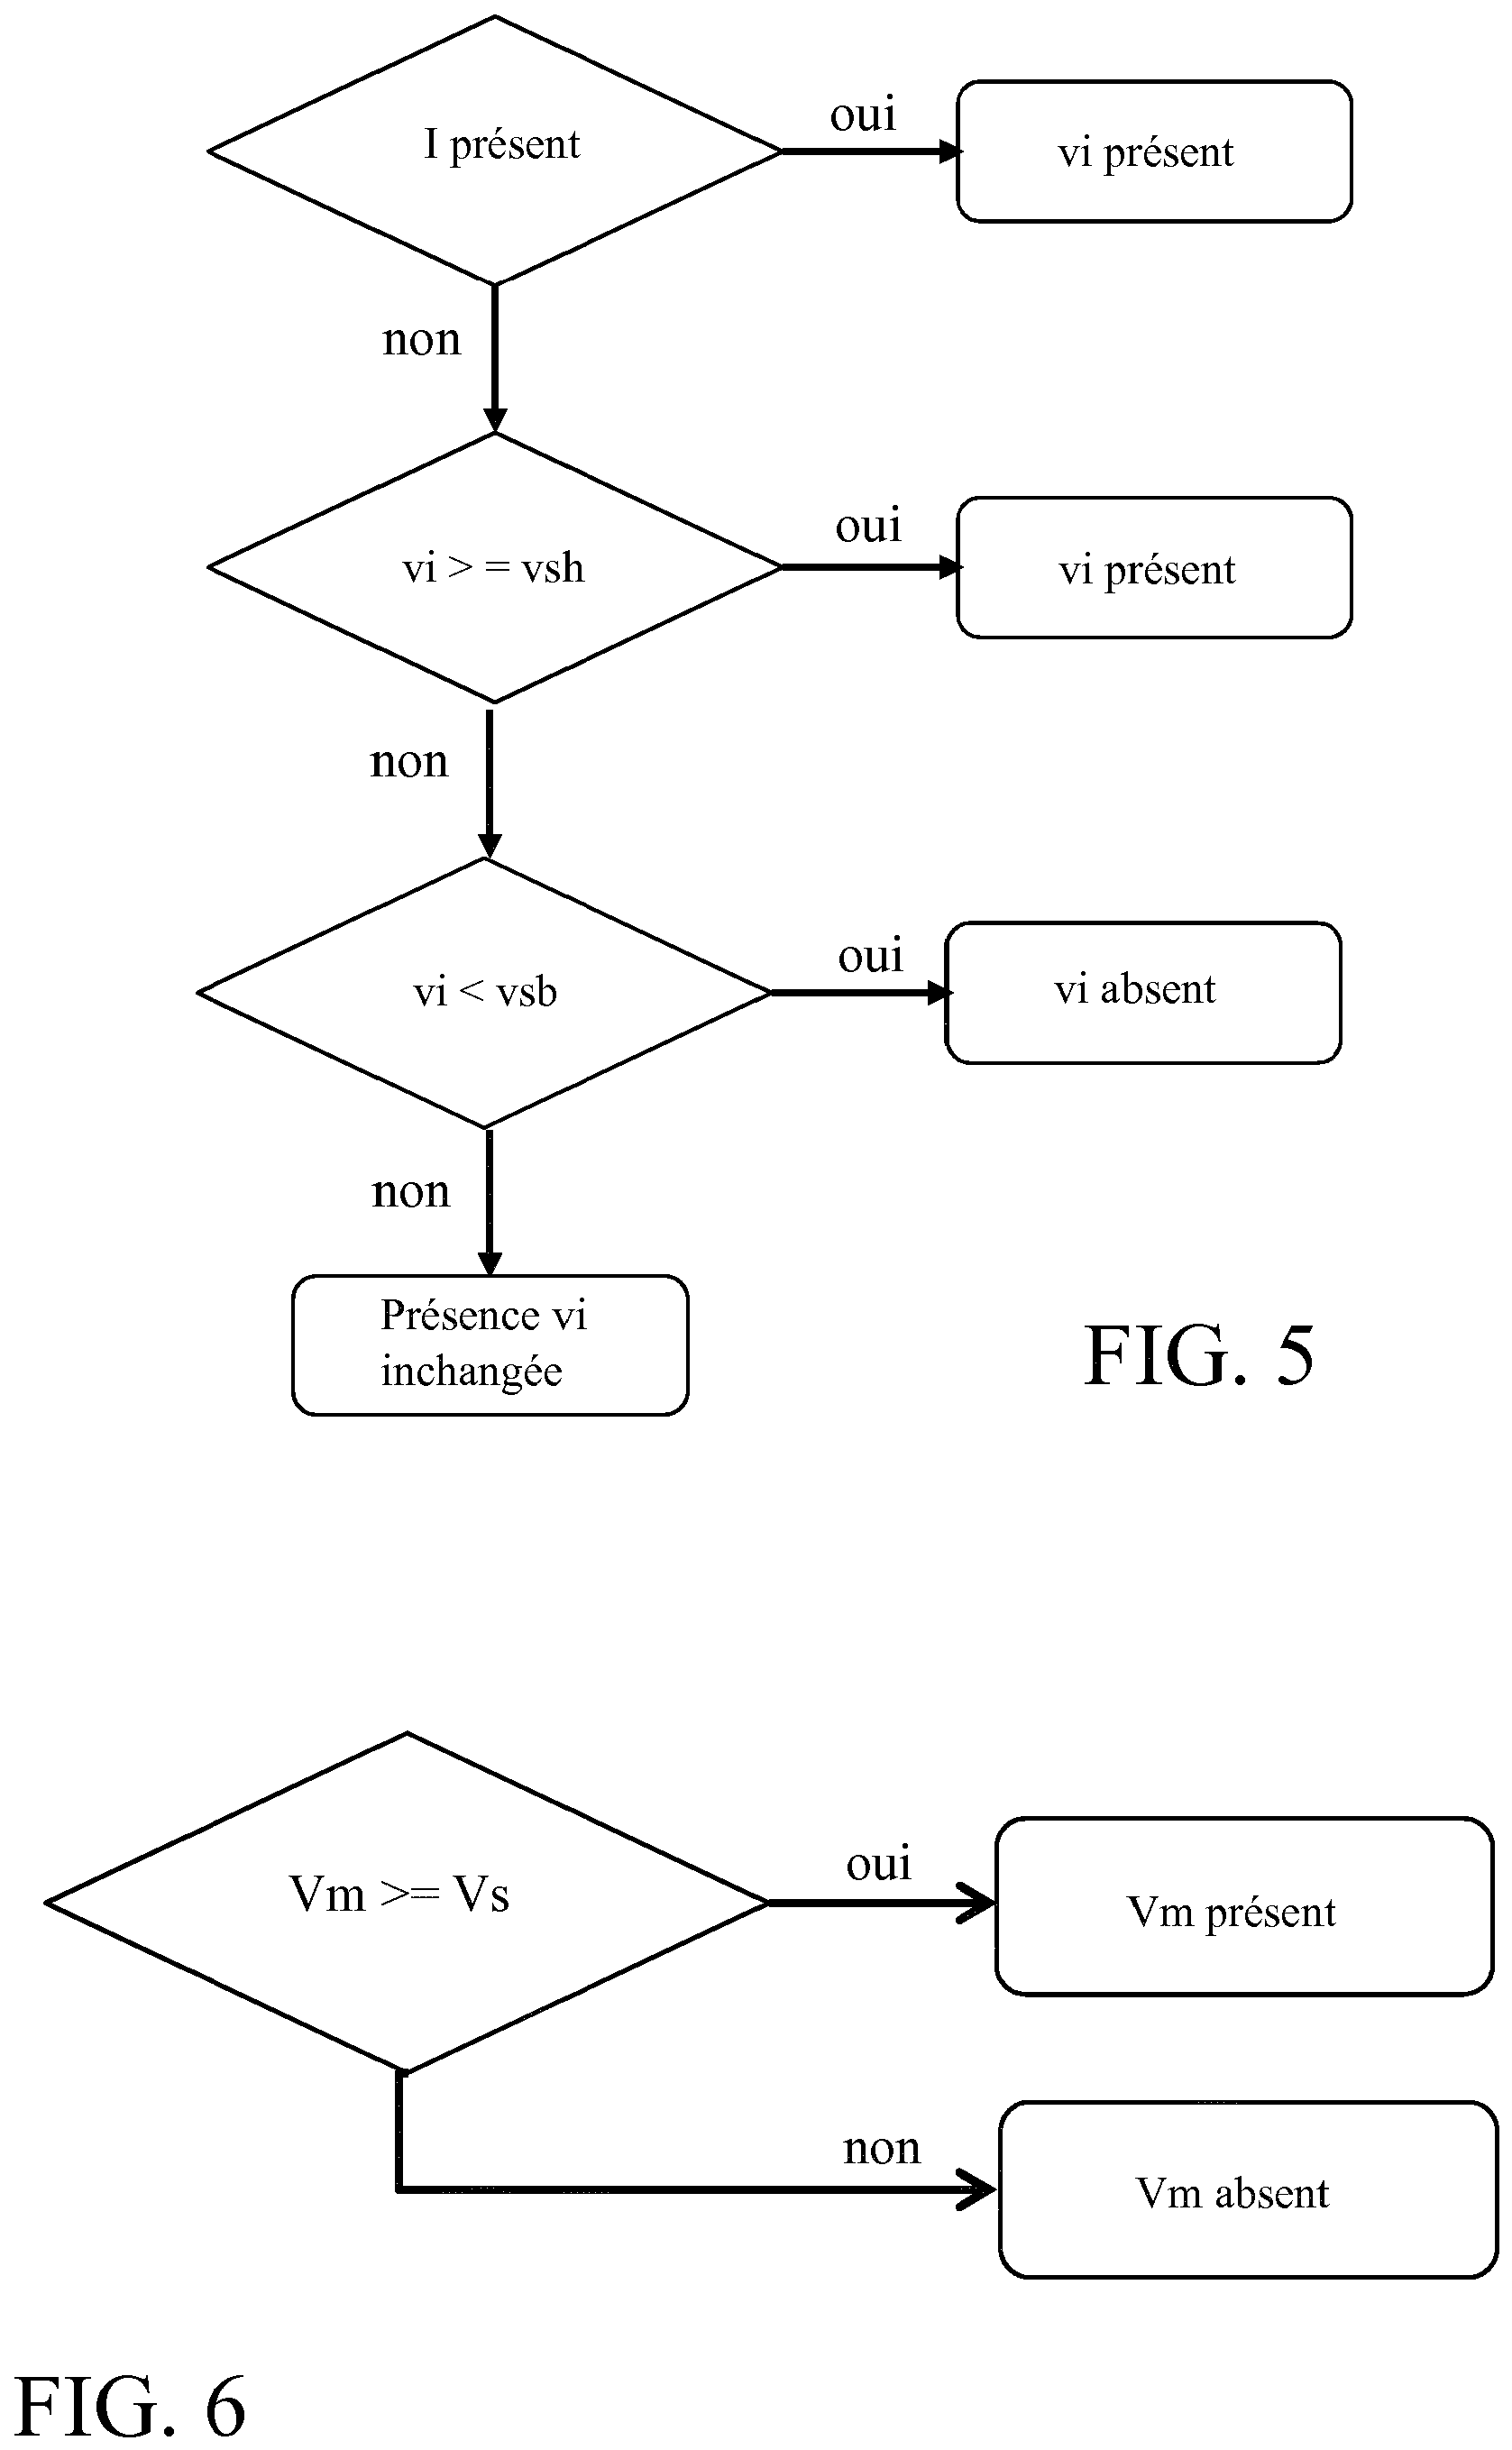 I présent
oui
vi présent
non
vi > = vsh
oui
vi présent
non
vi < vsb
oui
vi absent
non
Présence vi
inchangée
FIG. 5
Vm >= Vs
oui
Vm présent
non
Vm absent
FIG. 6